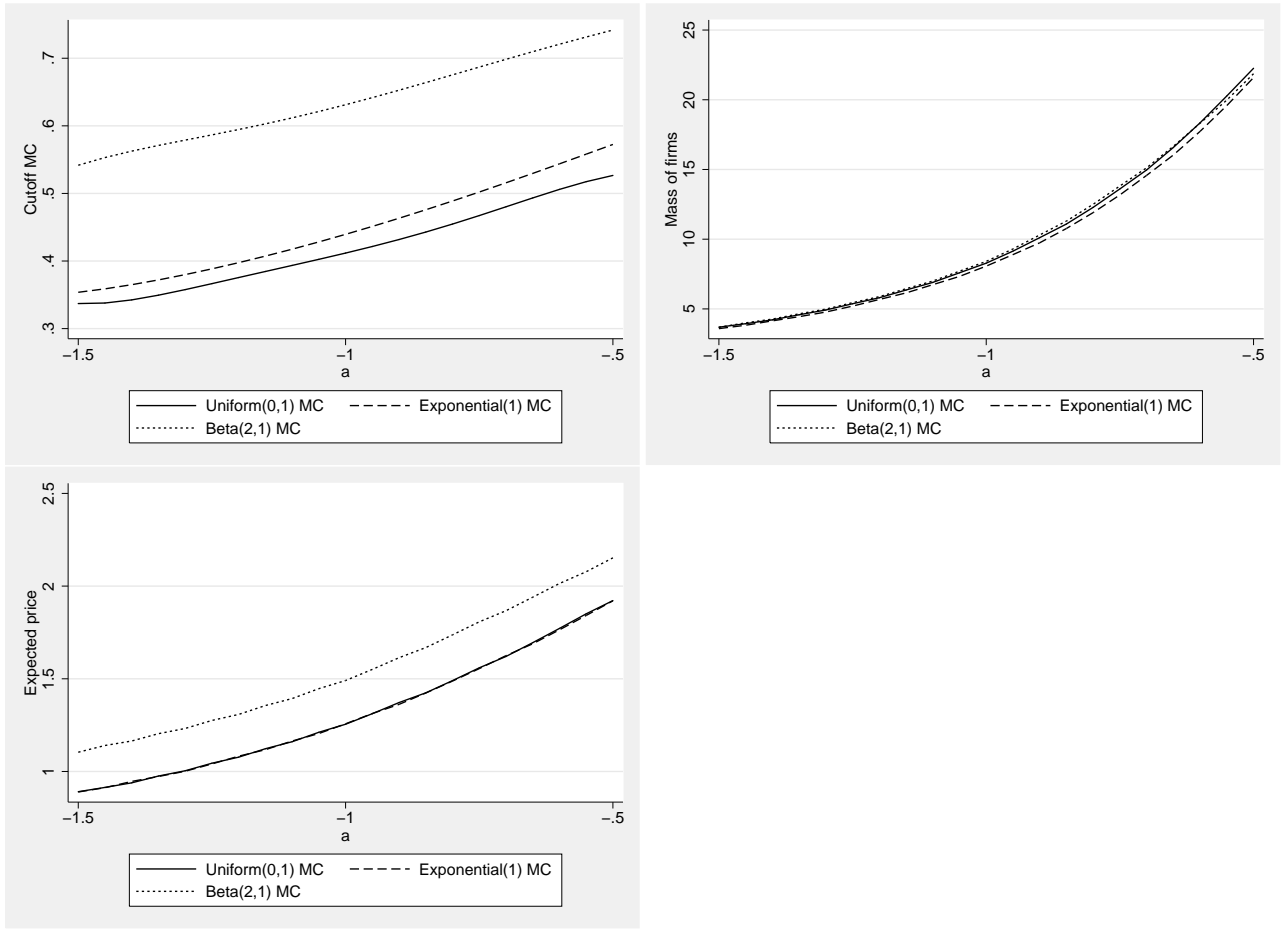 Cutoff MC
.7
.6
.5
.4
.3
−1.5 −1 −.5
a
Uniform(0,1) MC Exponential(1) MC
Beta(2,1) MC
Mass of firms
25
20
15
10
5
−1.5 −1 −.5
a
Uniform(0,1) MC Exponential(1) MC
Beta(2,1) MC
Expected price
2.5
2
1.5
1
−1.5 −1 −.5
a
Uniform(0,1) MC Exponential(1) MC
Beta(2,1) MC